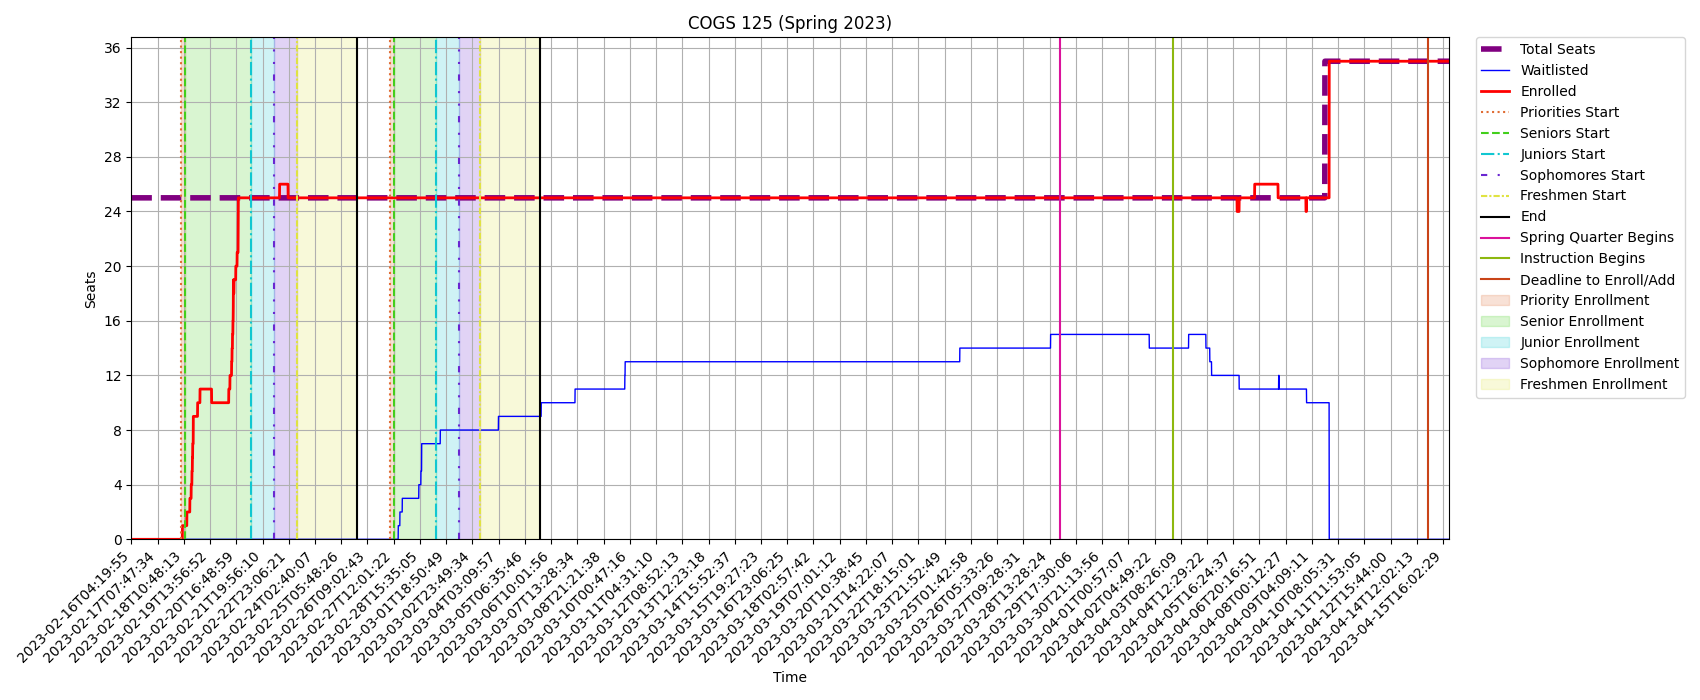 COGS 125 (Spring 2023)
36
32
28
24
20
16
12
8
4
0
Seats
2023-02-16T04:19:55
2023-02-17T07:47:34
2023-02-18T10:48:13
2023-02-19T13:56:52
2023-02-20T16:48:59
2023-02-21T19:56:10
2023-02-22T23:06:21
2023-02-24T02:40:07
2023-02-25T05:48:26
2023-02-26T09:02:43
2023-02-27T12:01:22
2023-02-28T15:35:05
2023-03-01T18:50:49
2023-03-02T23:49:34
2023-03-04T03:09:57
2023-03-05T06:35:46
2023-03-06T10:01:56
2023-03-07T13:28:34
2023-03-08T21:21:38
2023-03-10T00:47:16
2023-03-11T04:31:10
2023-03-12T08:52:13
2023-03-13T12:23:18
2023-03-14T15:52:37
2023-03-15T19:27:23
2023-03-16T23:06:25
2023-03-18T02:57:42
2023-03-19T07:01:12
2023-03-20T10:38:45
2023-03-21T14:22:07
2023-03-22T18:15:01
2023-03-23T21:52:49
2023-03-25T01:42:58
2023-03-26T05:33:26
2023-03-27T09:28:31
2023-03-28T13:28:24
2023-03-29T17:30:06
2023-03-30T21:13:56
2023-04-01T00:57:07
2023-04-02T04:49:22
2023-04-03T08:26:09
2023-04-04T12:29:22
2023-04-05T16:24:37
2023-04-06T20:16:51
2023-04-08T00:12:27
2023-04-09T04:09:11
2023-04-10T08:05:31
2023-04-11T11:53:05
2023-04-12T15:44:00
2023-04-14T12:02:13
2023-04-15T16:02:29
Time
Total Seats
Waitlisted
Enrolled
Priorities Start
Seniors Start
Juniors Start
Sophomores Start
Freshmen Start
End
Spring Quarter Begins
Instruction Begins
Deadline to Enroll/Add
Priority Enrollment
Senior Enrollment
Junior Enrollment
Sophomore Enrollment
Freshmen Enrollment